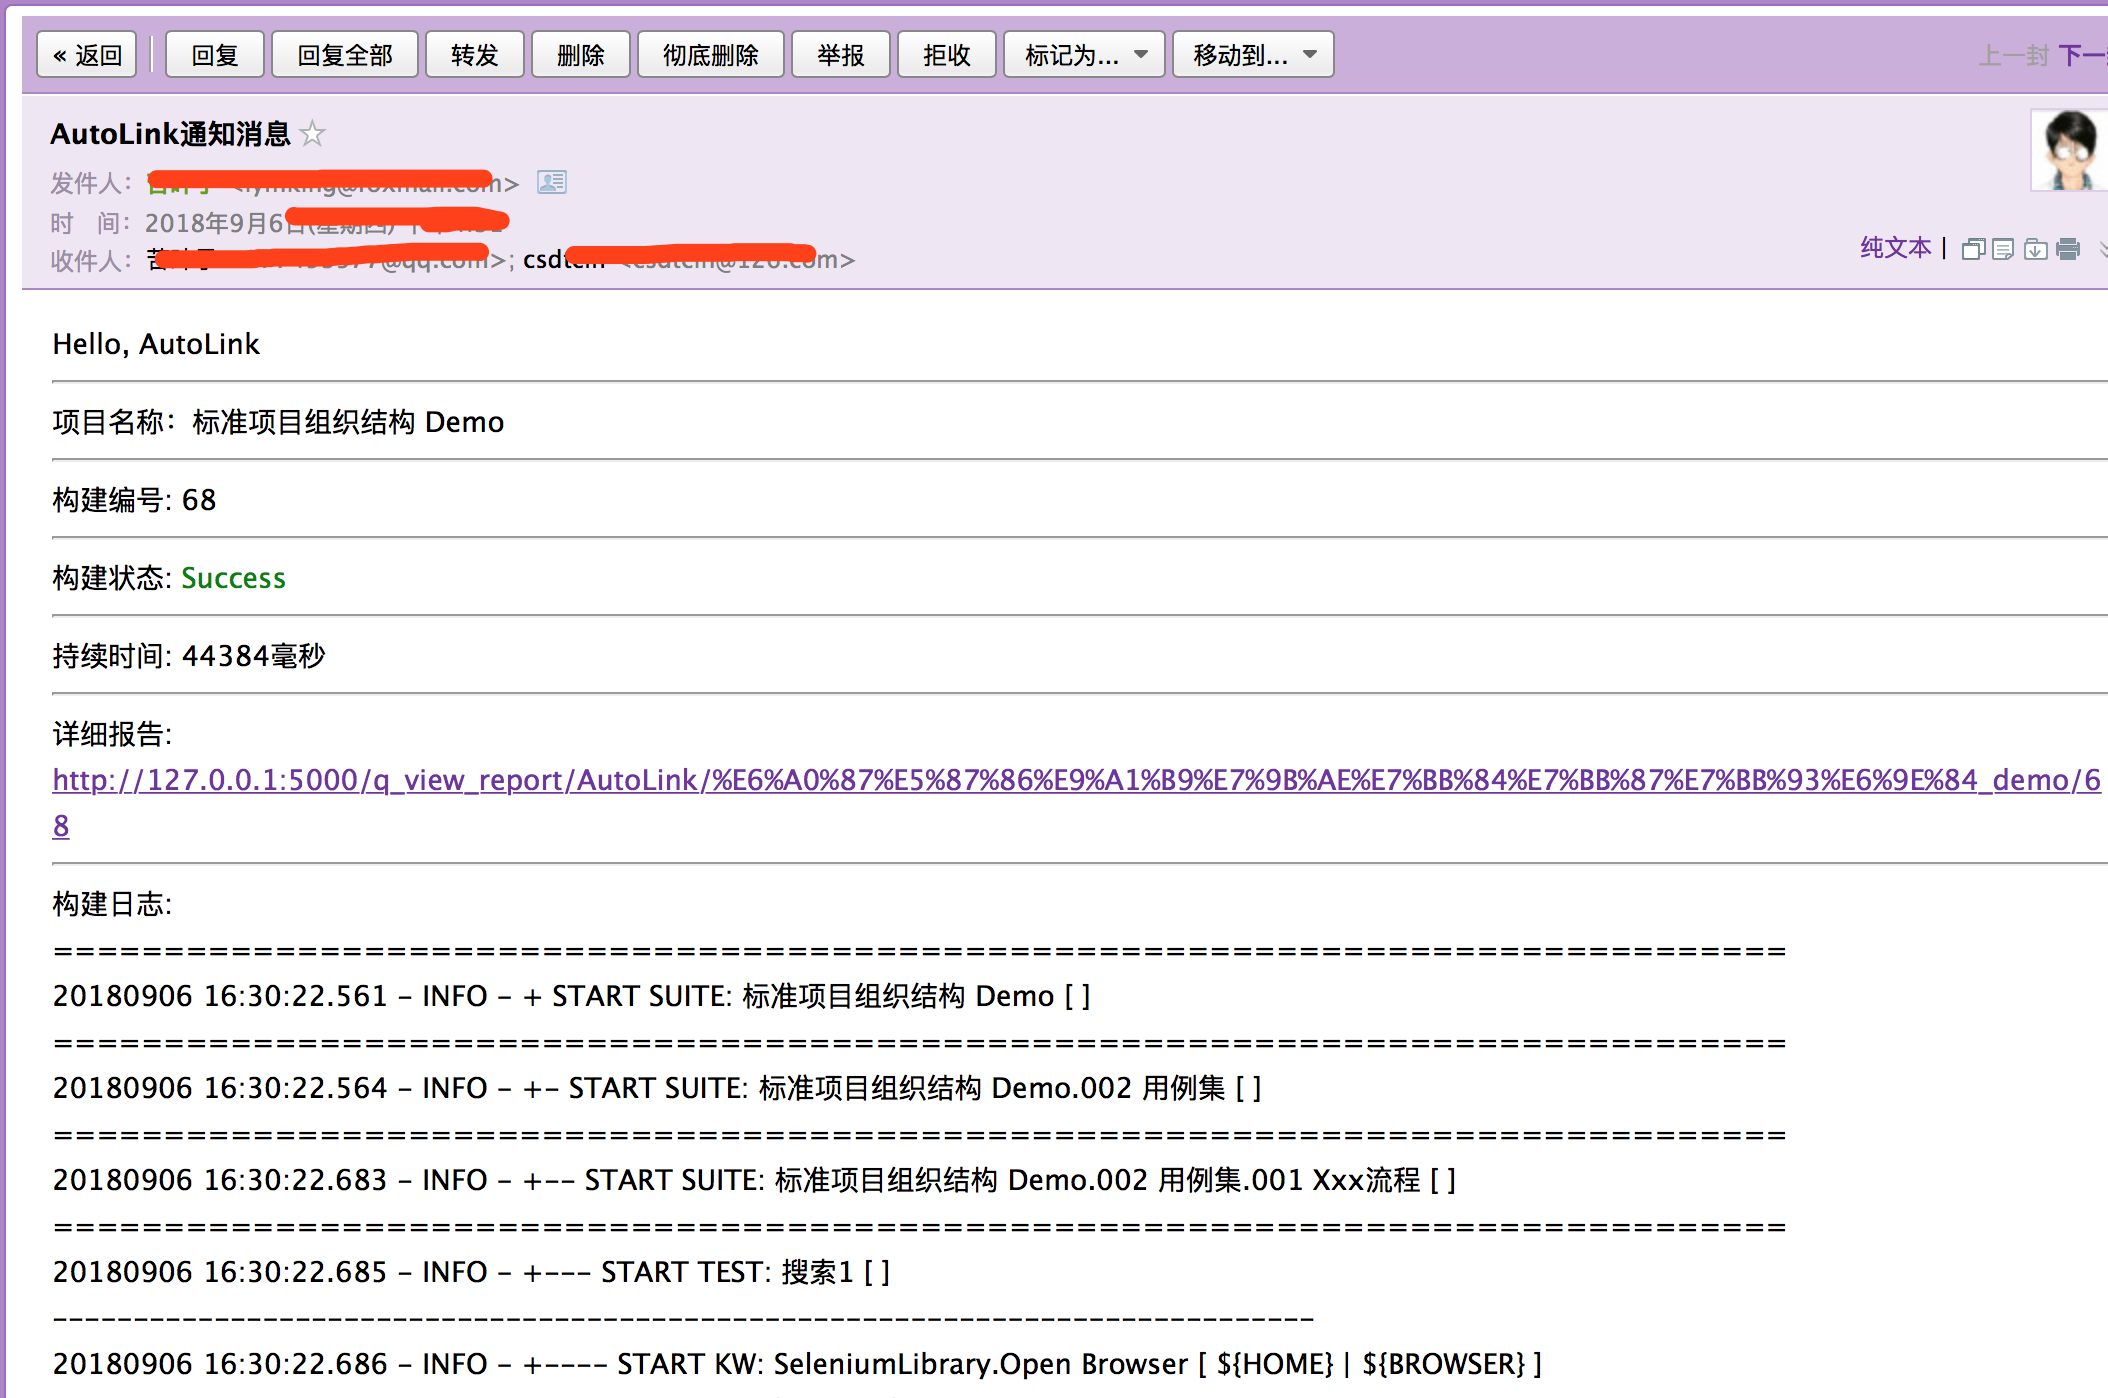 « 返回 回复 回复全部 转发 删除 彻底删除 举报 拒收 标记为... 移动到... 上一封 下一
AutoLink通知消息
发件人：
时 间：2018年9月6日
收件人： @qq.com>; csdtcm
纯文本 |
Hello, AutoLink
项目名称：标准项目组织结构 Demo
构建编号: 68
构建状态: Success
持续时间: 44384毫秒
详细报告:
http://127.0.0.1:5000/q_view_report/AutoLink/%E6%A0%87%E5%87%86%E9%A1%B9%E7%9B%AE%E7%BB%84%E7%BB%87%E7%BB%93%E6%9E%84_demo/6
8
构建日志:
==============================================================================
20180906 16:30:22.561 - INFO - + START SUITE: 标准项目组织结构 Demo [ ]
==============================================================================
20180906 16:30:22.564 - INFO - +- START SUITE: 标准项目组织结构 Demo.002 用例集 [ ]
==============================================================================
20180906 16:30:22.683 - INFO - +-- START SUITE: 标准项目组织结构 Demo.002 用例集.001 Xxx流程 [ ]
==============================================================================
20180906 16:30:22.685 - INFO - +--- START TEST: 搜索1 [ ]
------------------------------------------------------------------------------
20180906 16:30:22.686 - INFO - +---- START KW: SeleniumLibrary.Open Browser [ ${HOME} | ${BROWSER} ]